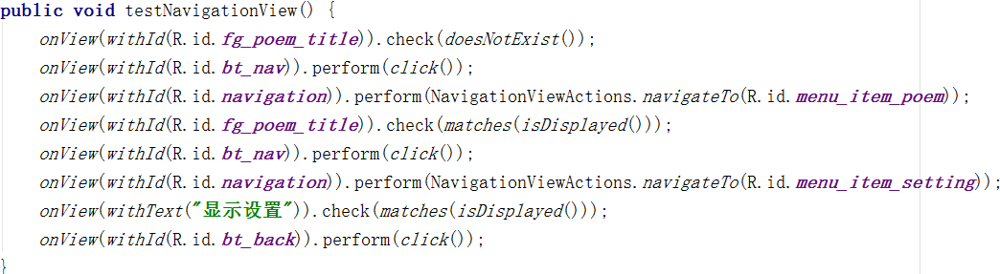 public void testNavigationView() {
    onView(withId(R.id.fg_poem_title)).check(doesNotExist());
    onView(withId(R.id.bt_nav)).perform(click());
    onView(withId(R.id.navigation)).perform(NavigationViewActions.navigateTo(R.id.menu_item_poem));
    onView(withId(R.id.fg_poem_title)).check(matches(isDisplayed()));
    onView(withId(R.id.bt_nav)).perform(click());
    onView(withId(R.id.navigation)).perform(NavigationViewActions.navigateTo(R.id.menu_item_setting));
    onView(withText("显示设置")).check(matches(isDisplayed()));
    onView(withId(R.id.bt_back)).perform(click());
}